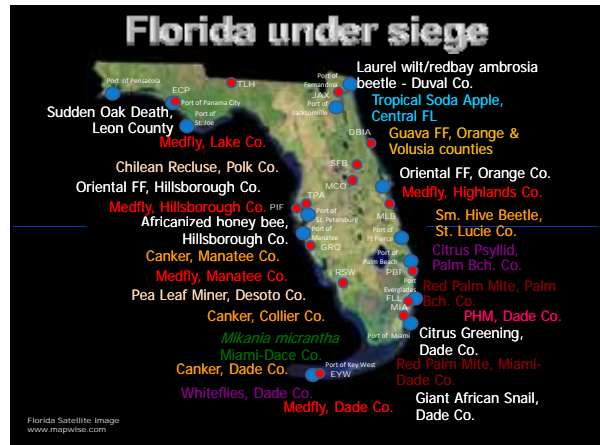 Florida under siege
Port of Pensacola
ECP
Port of Panama City
Port of
St. Joe
TLH
Port of
Fernandina
JAX
Port of
Jacksonville
Laurel wilt/redbay ambrosia
beetle - Duval Co.
Sudden Oak Death,
Leon County
Tropical Soda Apple,
Central FL
Medfly, Lake Co.
DBIA
Guava FF, Orange &
Volusia counties
Chilean Recluse, Polk Co.
SFB
Oriental FF, Orange Co.
Oriental FF, Hillsborough Co.
MCO
Medfly, Highlands Co.
Medfly, Hillsborough Co.
PIF
TPA
Port of
St. Petersburg
MLB
Sm. Hive Beetle,
St. Lucie Co.
Africanized honey bee,
Hillsborough Co.
Port of
Manatee
GRQ
Port of
Ft Pierce
Canker, Manatee Co.
Port of
Palm Beach
Citrus Psyllid,
Palm Bch. Co.
Medfly, Manatee Co.
RSW
PBI
Port
Everglades
Red Palm Mite, Palm
Bch. Co.
Pea Leaf Miner, Desoto Co.
FLL
MIA
PHM, Dade Co.
Canker, Collier Co.
Port of Miami
Citrus Greening,
Dade Co.
Mikania micrantha
Miami-Dace Co.
Port of Key West
EYW
Red Palm Mite, Miami-
Dade Co.
Canker, Dade Co.
Whiteflies, Dade Co.
Medfly, Dade Co.
Giant African Snail,
Dade Co.
Florida Satellite Image
www.mapwise.com